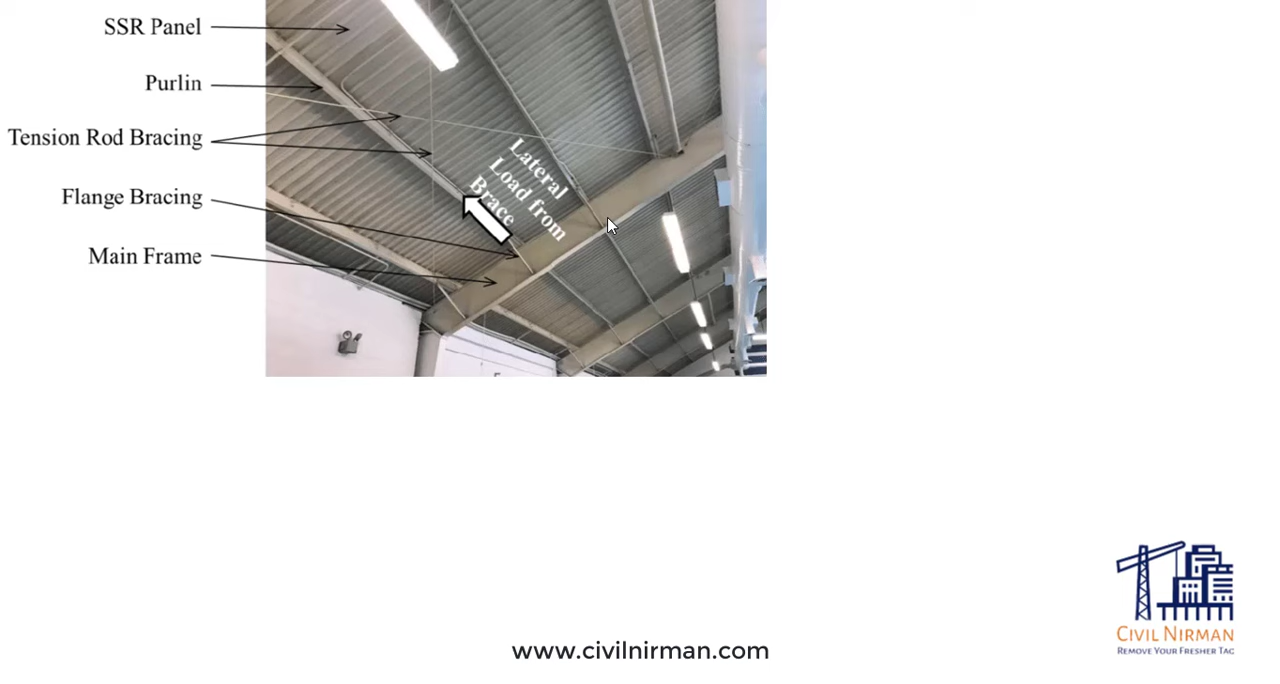 SSR Panel
Purlin
Tension Rod Bracing
Flange Bracing
Main Frame
Lateral
Load from
Brace
CIVIL NIRMAN
REMOVE YOUR FRESHER TAG
www.civilnirman.com